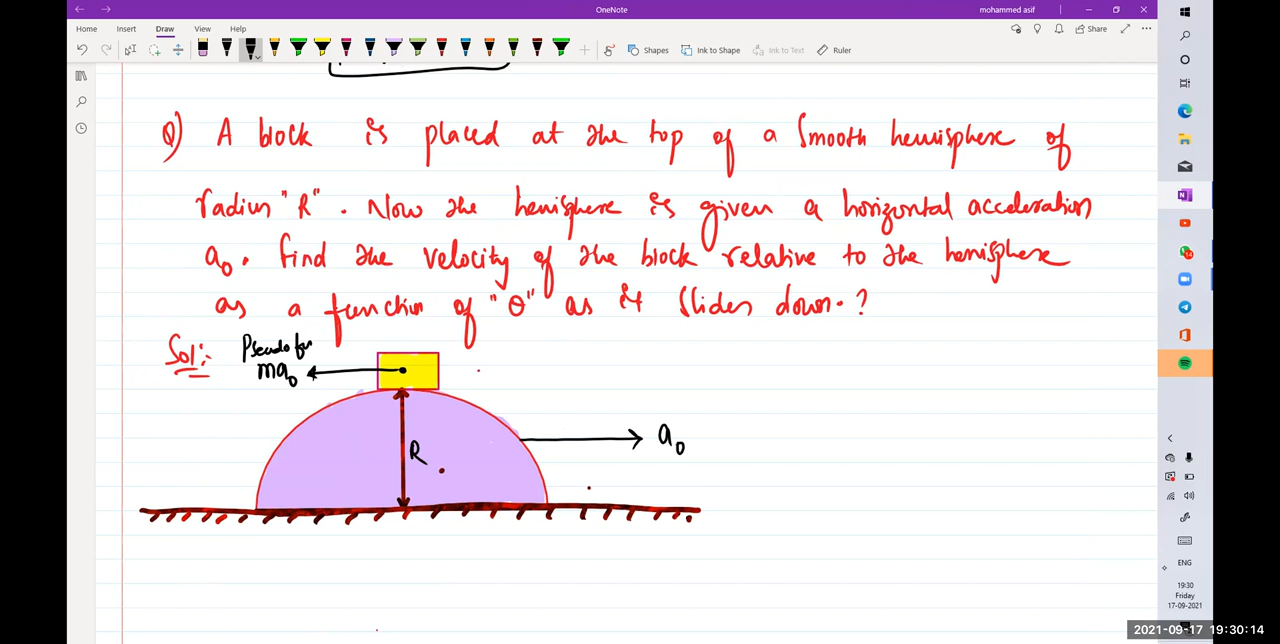 OneNote
mohammed asif
Home Insert Draw View Help
Shapes Ink to Shape Ink to Text Ruler
Share
Q) A block is placed at the top of a smooth hemisphere of
radius "R". Now the hemisphere is given a horizontal acceleration
a0. Find the velocity of the block relative to the hemisphere
as a function of "θ" as it slides down.?
Sol:
Pseudo for
ma0
R
a0
ENG
19:30
Friday
17-09-2021
2021-09-17 19:30:14